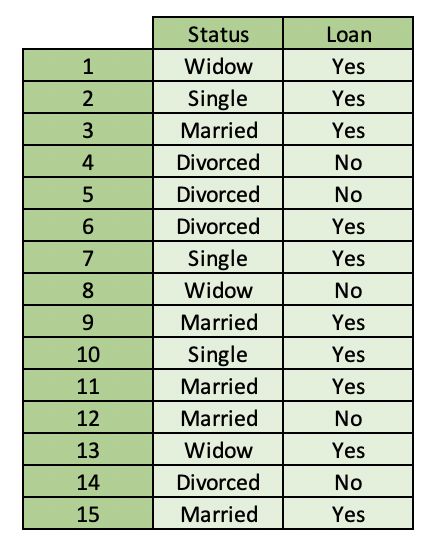 Status Loan
1 Widow Yes
2 Single Yes
3 Married Yes
4 Divorced No
5 Divorced No
6 Divorced Yes
7 Single Yes
8 Widow No
9 Married Yes
10 Single Yes
11 Married Yes
12 Married No
13 Widow Yes
14 Divorced No
15 Married Yes